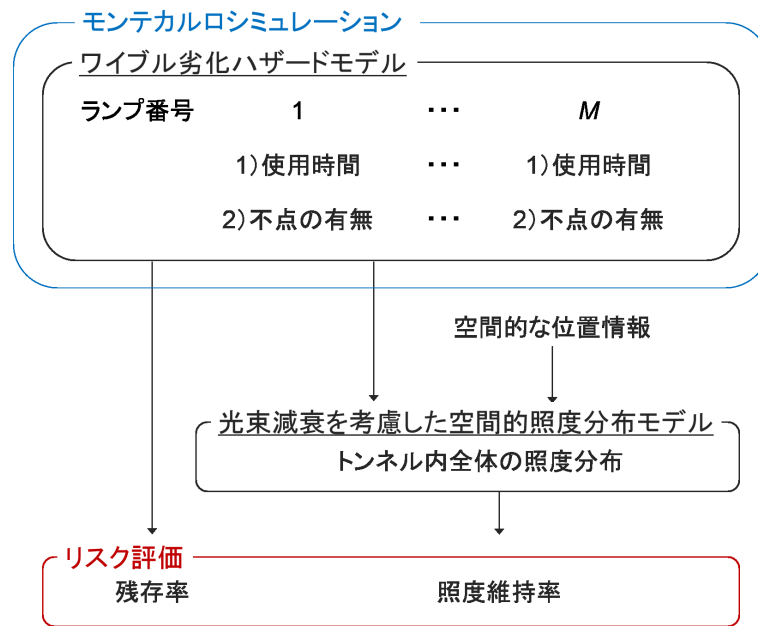 モンテカルロシミュレーション
ワイブル劣化ハザードモデル
ランプ番号 1 ・・・ M
1)使用時間 ・・・ 1)使用時間
2)不点の有無 ・・・ 2)不点の有無
空間的な位置情報
光束減衰を考慮した空間的照度分布モデル
トンネル内全体の照度分布
リスク評価
残存率 照度維持率